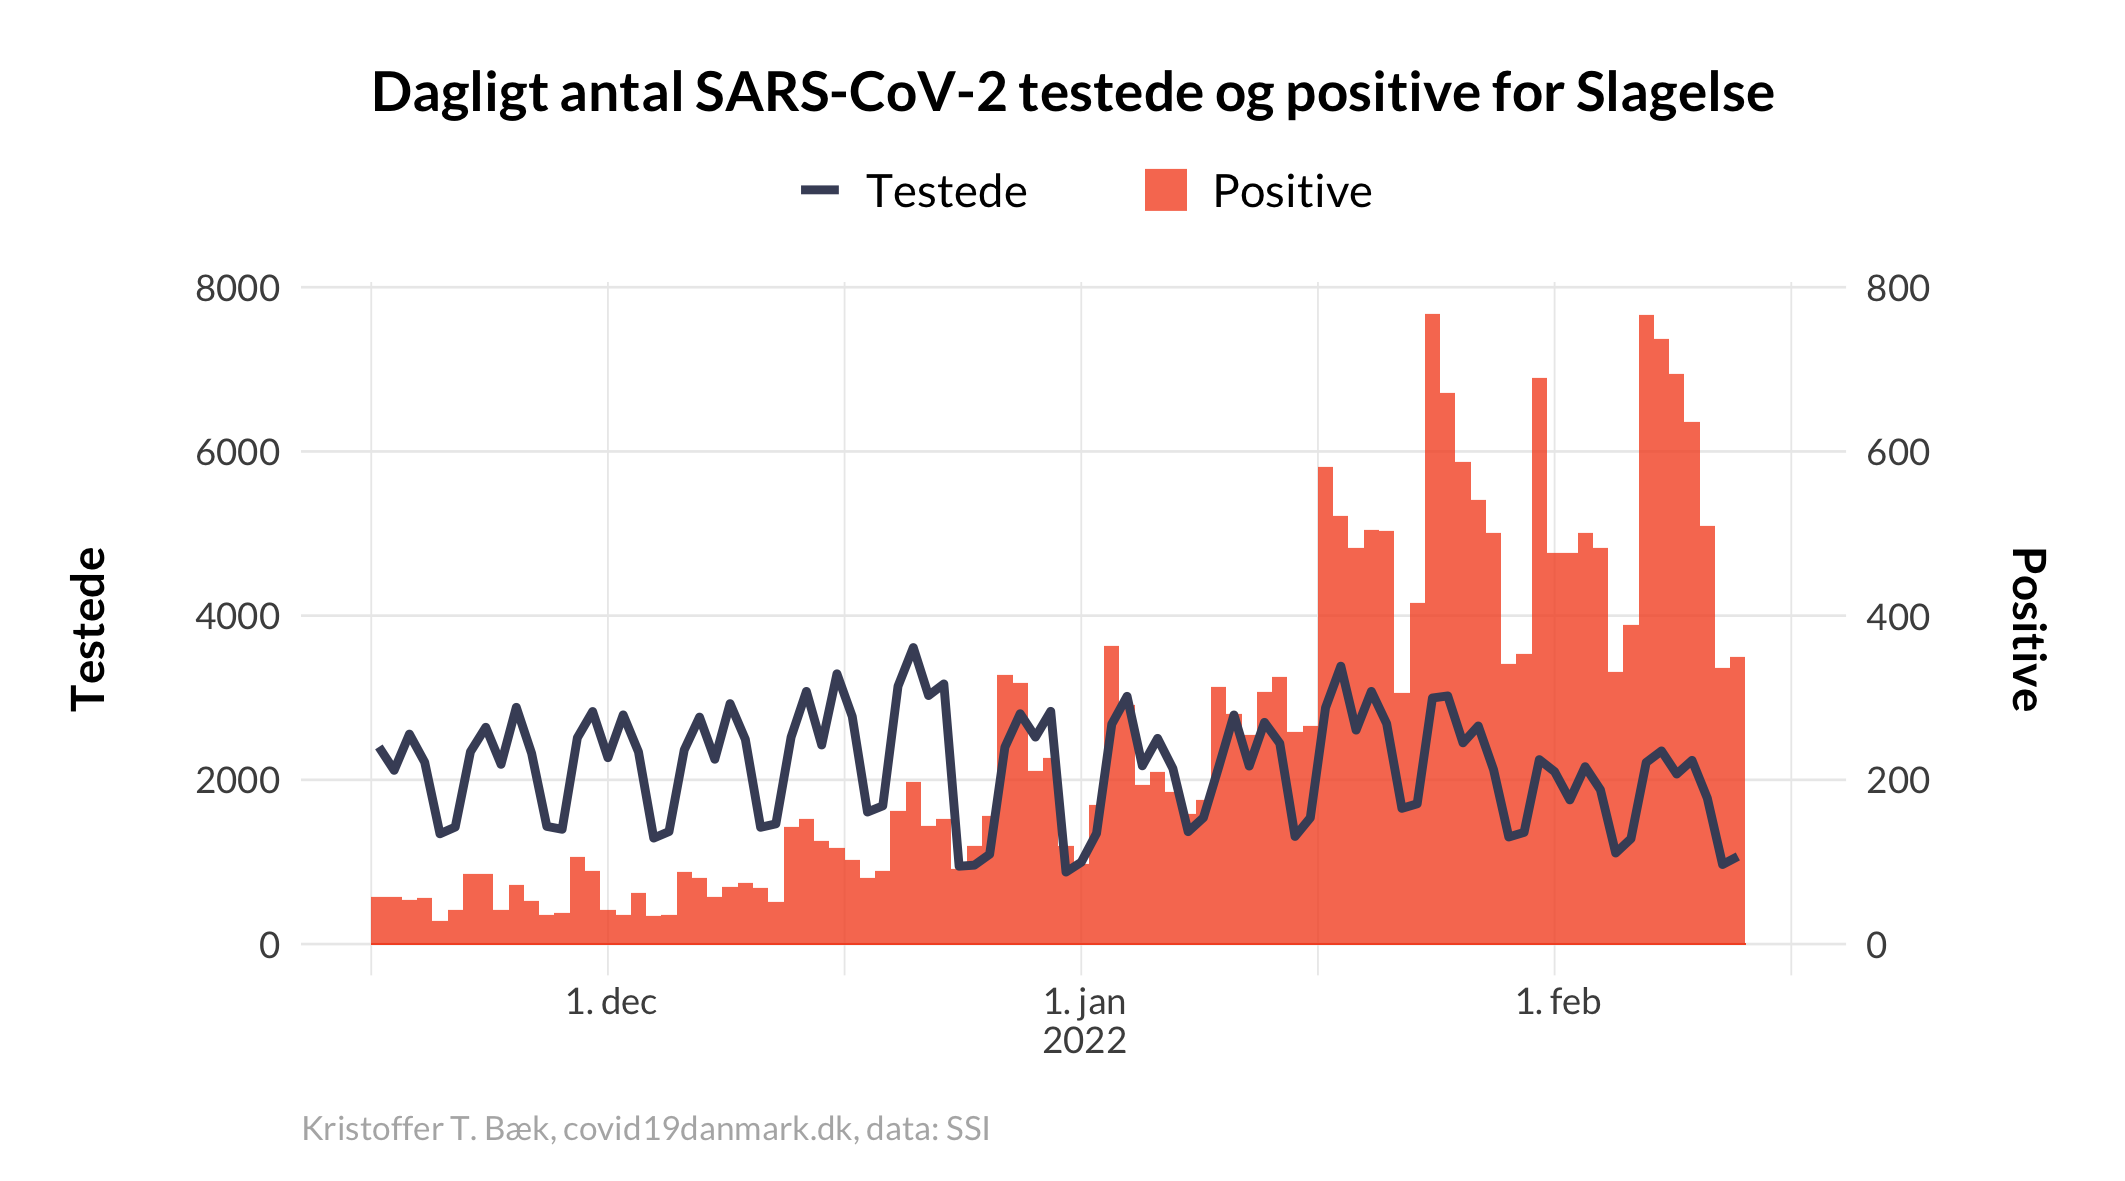 Dagligt antal SARS-CoV-2 testede og positive for Slagelse
Testede
Positive
8000
6000
4000
2000
0
Testede
800
600
400
200
0
Positive
1. dec
1. jan
2022
1. feb
Kristoffer T. Bæk, covid19danmark.dk, data: SSI